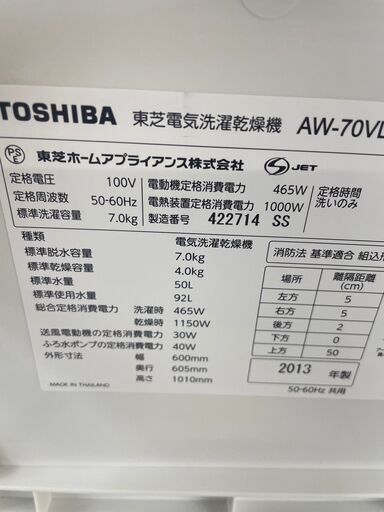 TOSHIBA 東芝電気洗濯乾燥機 AW-70VL
PS E 東芝ホームアプライアンス株式会社 S JET
定格電圧 100V 電動機定格消費電力 465W 定格時間
定格周波数 50-60Hz 電熱装置定格消費電力 1000W 洗いのみ
標準洗濯容量 7.0kg 製造番号 422714 SS
種類 電気洗濯乾燥機 消防法 基準適合 組込形
標準脱水容量 7.0kg
標準乾燥容量 4.0kg
標準水量 50L
標準使用水量 92L
総合定格消費電力 洗濯時 465W
乾燥時 1150W
送風電動機の定格消費電力 30W
ふろ水ポンプの定格消費電力 40W
外形寸法 幅 600mm
奥行 605mm
高さ 1010mm
MADE IN THAILAND
場所 離隔距離(cm)
左方 5
右方 5
後方 2
下方 0
上方 50
2013 年製
50-60Hz 共用